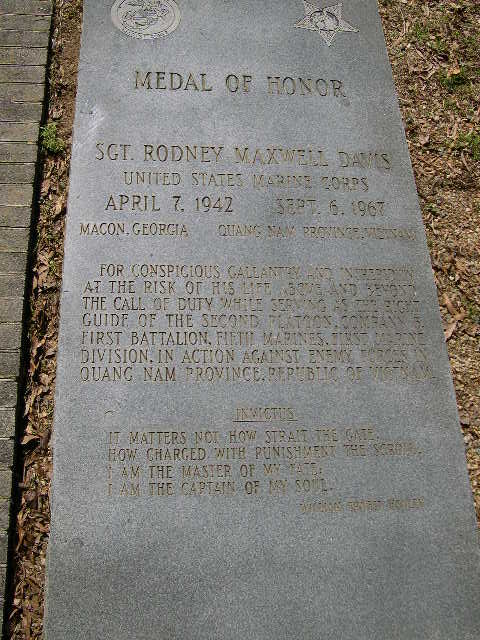 MEDAL OF HONOR
SGT. RODNEY MAXWELL DAVIS
UNITED STATES MARINE CORPS
APRIL 7, 1942 SEPT. 6, 1967
MACON, GEORGIA QUANG NAM PROVINCE, VIETNAM
FOR CONSPICIOUS GALLANTRY AND INTREPIDITY
AT THE RISK OF HIS LIFE ABOVE AND BEYOND
THE CALL OF DUTY WHILE SERVING AS THE RIGHT
GUIDE OF THE SECOND PLATOON, COMPANY B,
FIRST BATTALION, FIFTH MARINES, FIRST MARINE
DIVISION, IN ACTION AGAINST ENEMY FORCES IN
QUANG NAM PROVINCE, REPUBLIC OF VIETNAM.
INVICTUS
IT MATTERS NOT HOW STRAIT THE GATE,
HOW CHARGED WITH PUNISHMENT THE SCROLL,
I AM THE MASTER OF MY FATE;
I AM THE CAPTAIN OF MY SOUL.
WILLIAM ERNEST HENLEY